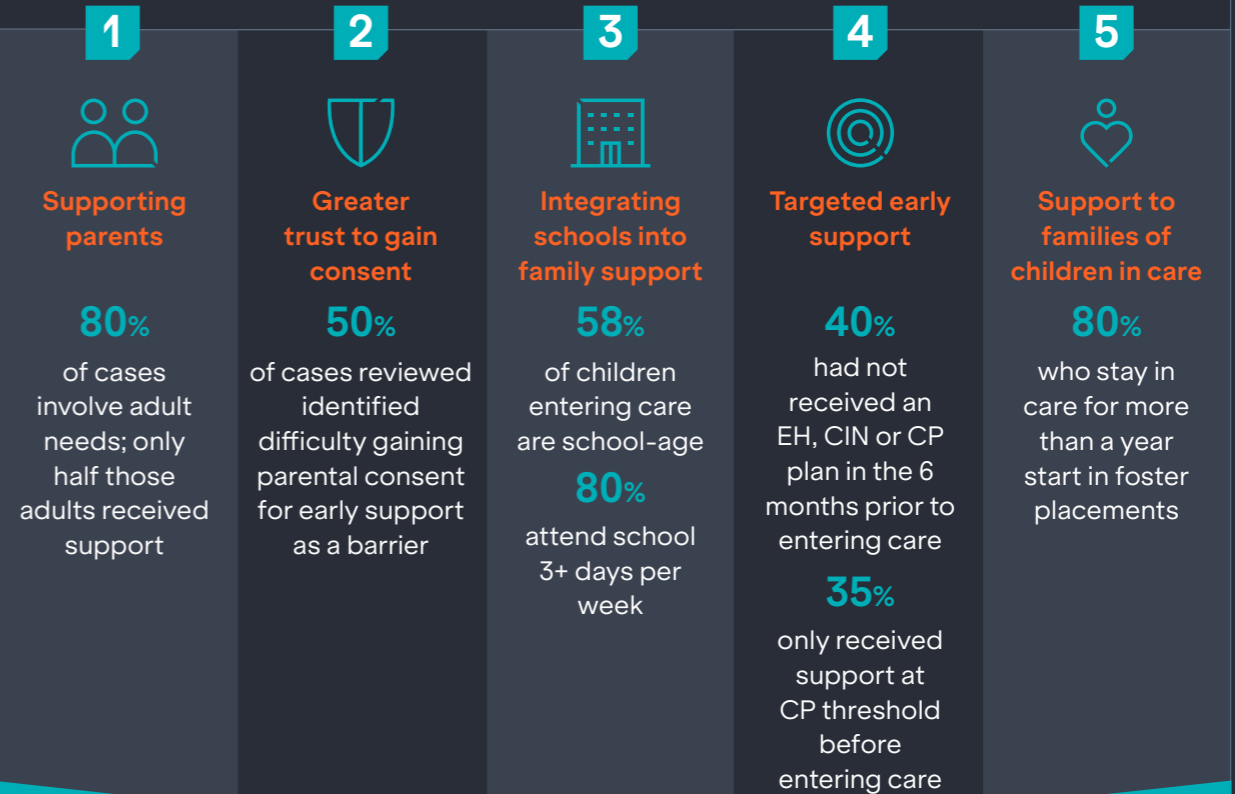 1
Supporting
parents
80%
of cases
involve adult
needs; only
half those
adults received
support
2
Greater
trust to gain
consent
50%
of cases reviewed
identified
difficulty gaining
parental consent
for early support
as a barrier
3
Integrating
schools into
family support
58%
of children
entering care
are school-age
80%
attend school
3+ days per
week
4
Targeted early
support
40%
had not
received an
EH, CIN or CP
plan in the 6
months prior to
entering care
35%
only received
support at
CP threshold
before
entering care
5
Support to
families of
children in care
80%
who stay in
care for more
than a year
start in foster
placements